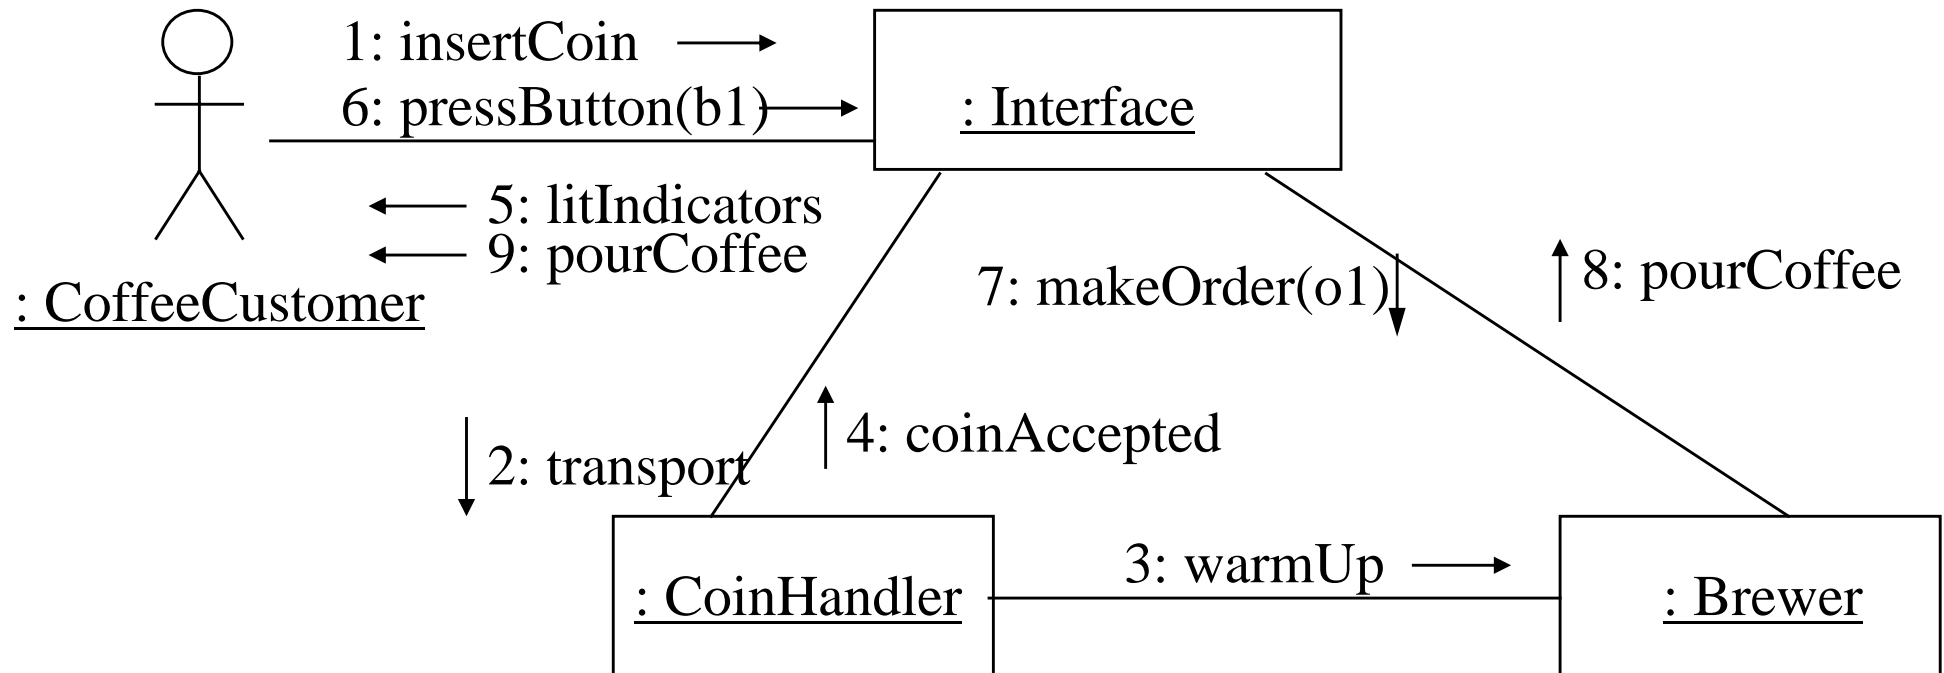 1: insertCoin
6: pressButton(b1)
: Interface
5: litIndicators
9: pourCoffee
: CoffeeCustomer
7: makeOrder(o1)
8: pourCoffee
2: transport
4: coinAccepted
3: warmUp
: CoinHandler
: Brewer